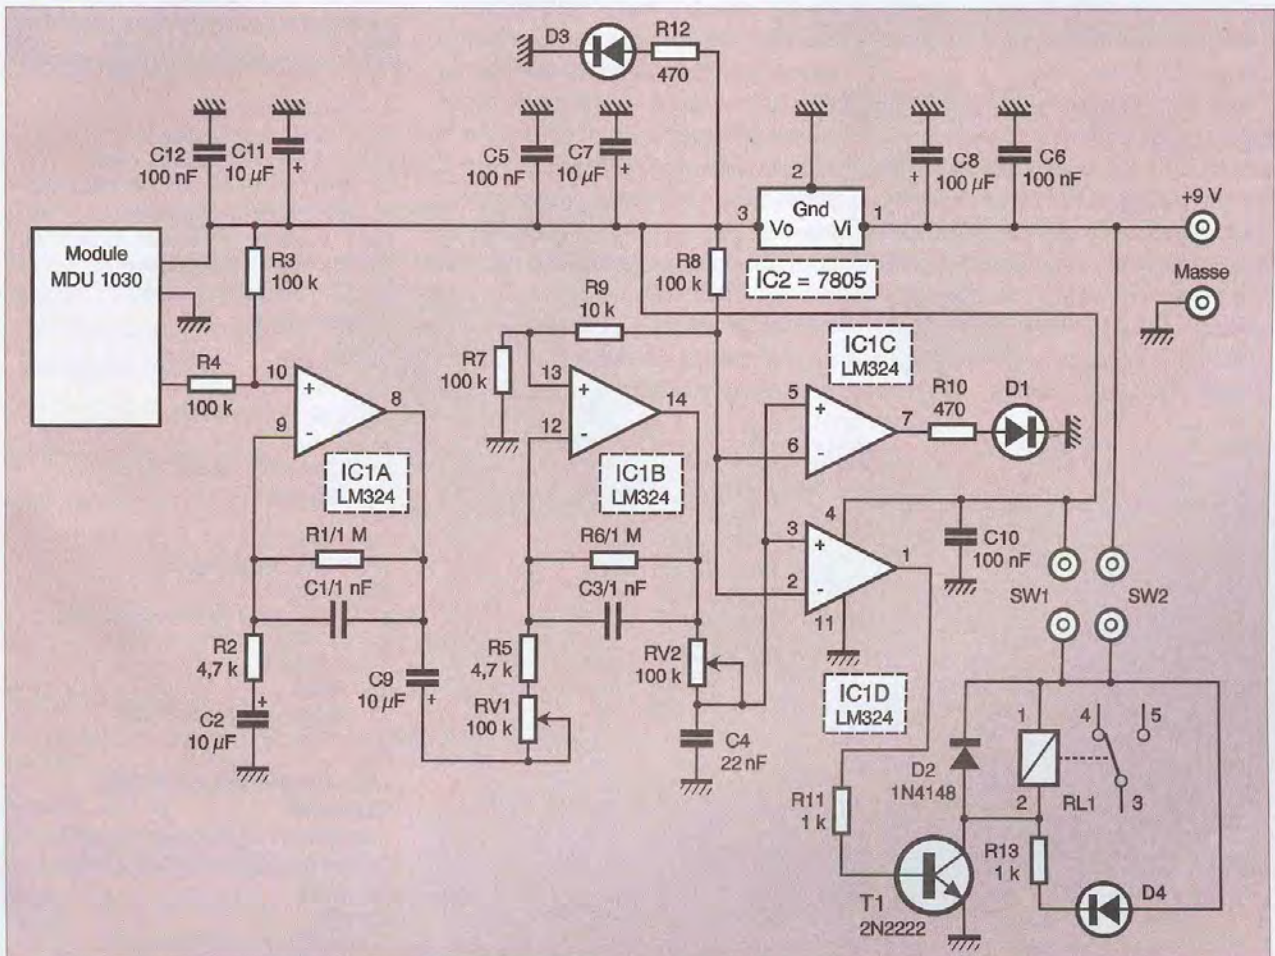 D3
R12
470
C12
100 nF
C11
10 µF
+
C5
100 nF
C7
10 µF
+
2
C8
100 µF
+
C6
100 nF
+9 V
3
Gnd
Vo
Vi
1
Module
MDU 1030
R3
100 k
R8
100 k
IC2 = 7805
Masse
R9
10 k
R7
100 k
R4
100 k
10
+
9
-
8
IC1A
LM324
13
+
12
-
14
IC1B
LM324
IC1C
LM324
5
+
6
-
7
R10
470
D1
R1/1 M
C1/1 nF
R6/1 M
C3/1 nF
4
3
+
2
-
1
11
C10
100 nF
SW1
SW2
R2
4,7 k
C9
10 µF
+
R5
4,7 k
RV2
100 k
IC1D
LM324
+
C2
10 µF
RV1
100 k
C4
22 nF
D2
1N4148
1
2
4
5
3
RL1
R11
1 k
R13
1 k
T1
2N2222
D4